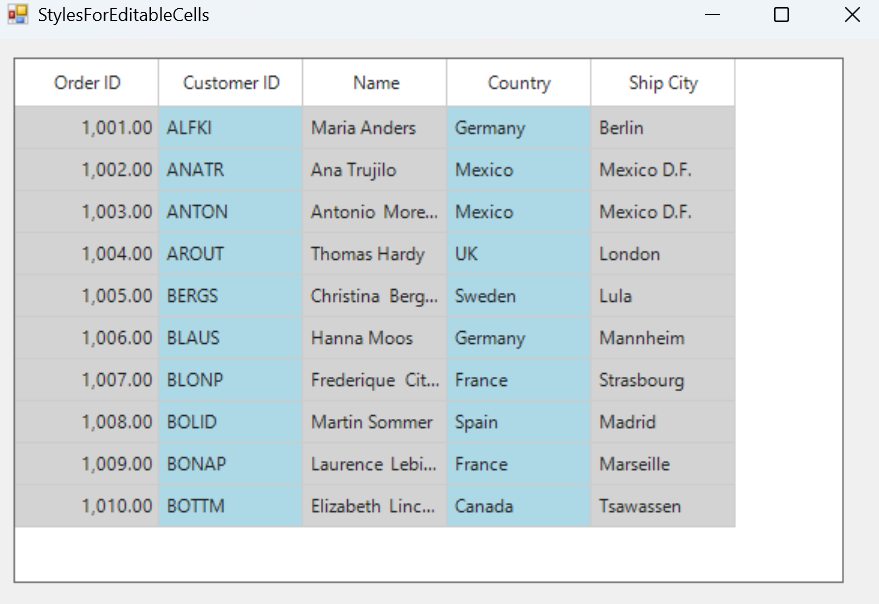 StylesForEditableCells
Order ID Customer ID Name Country Ship City
1,001.00 ALFKI Maria Anders Germany Berlin
1,002.00 ANATR Ana Trujilo Mexico Mexico D.F.
1,003.00 ANTON Antonio More... Mexico Mexico D.F.
1,004.00 AROUT Thomas Hardy UK London
1,005.00 BERGS Christina Berg... Sweden Lula
1,006.00 BLAUS Hanna Moos Germany Mannheim
1,007.00 BLONP Frederique Cit... France Strasbourg
1,008.00 BOLID Martin Sommer Spain Madrid
1,009.00 BONAP Laurence Lebi... France Marseille
1,010.00 BOTTM Elizabeth Linc... Canada Tsawassen